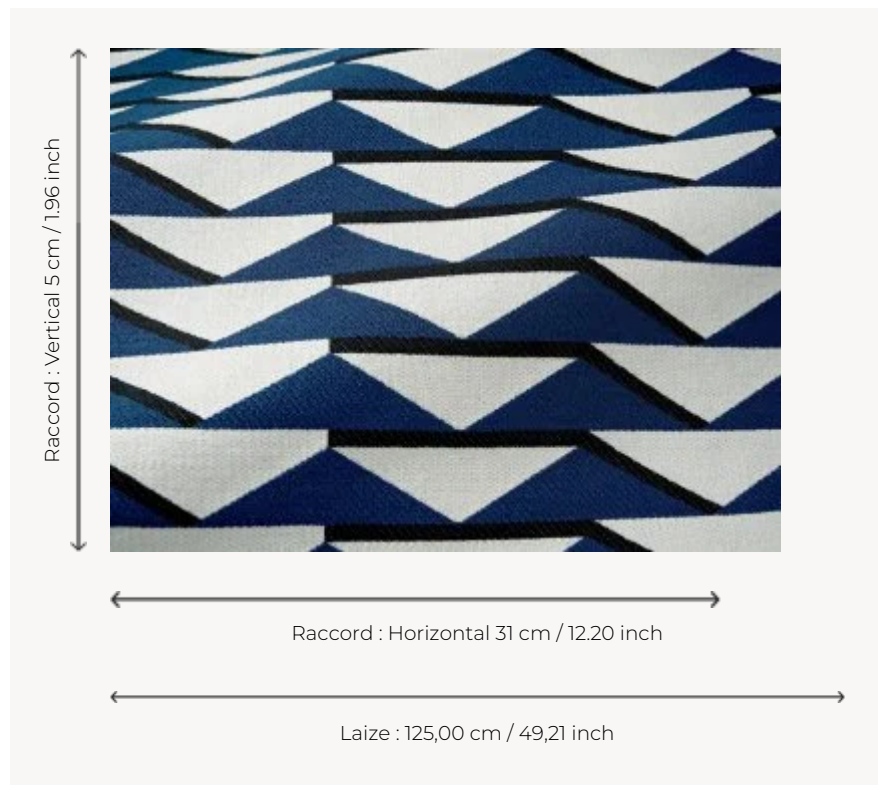 Raccord : Vertical 5 cm / 1.96 inch
Raccord : Horizontal 31 cm / 12.20 inch
Laize : 125,00 cm / 49,21 inch